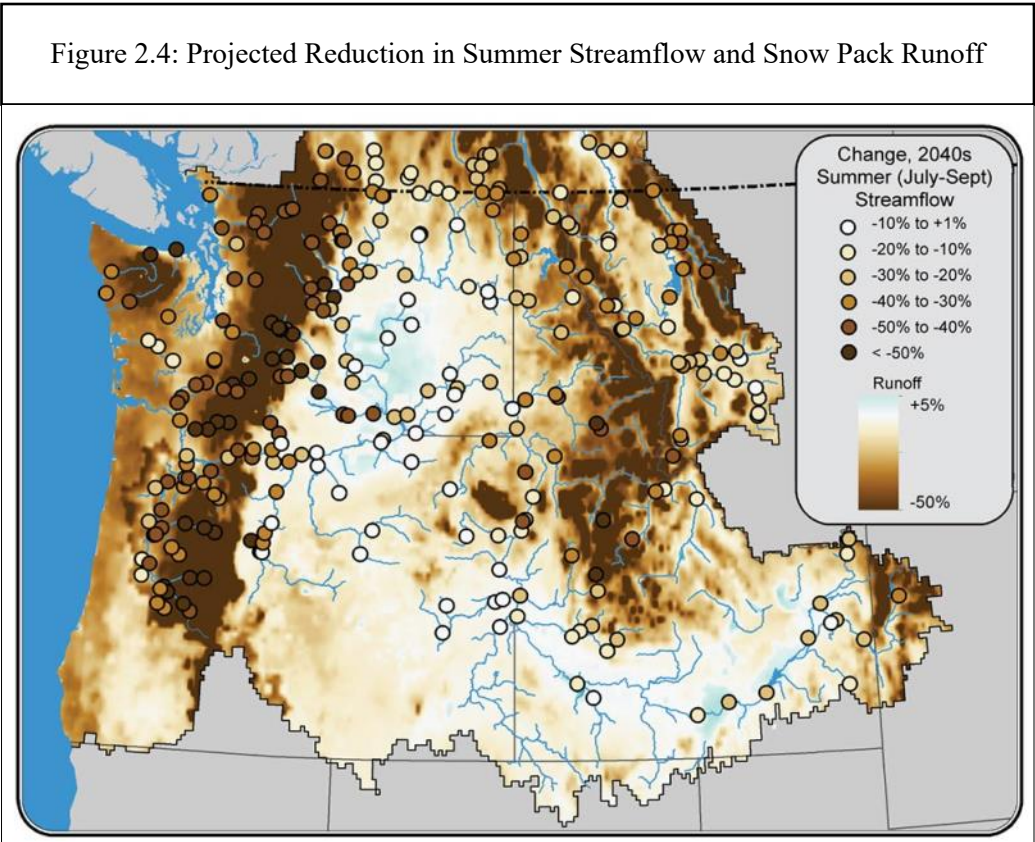 Figure 2.4: Projected Reduction in Summer Streamflow and Snow Pack Runoff
Change, 2040s
Summer (July-Sept)
Streamflow
-10% to +1%
-20% to -10%
-30% to -20%
-40% to -30%
-50% to -40%
< -50%
Runoff
+5%
-50%